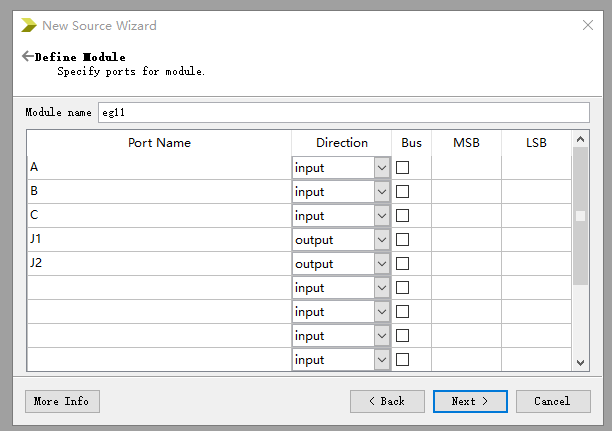 New Source Wizard
Define Module
Specify ports for module.
Module name eg11
Port Name Direction Bus MSB LSB
A input
B input
C input
J1 output
J2 output
input
input
input
input
More Info < Back Next > Cancel